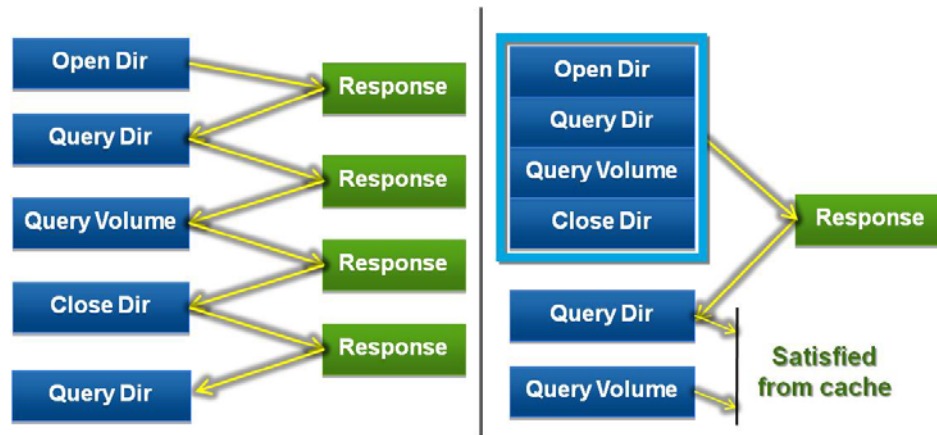 Open Dir
Response
Query Dir
Response
Query Volume
Response
Close Dir
Response
Query Dir
Open Dir
Query Dir
Query Volume
Close Dir
Response
Query Dir
Query Volume
Satisfied
from cache